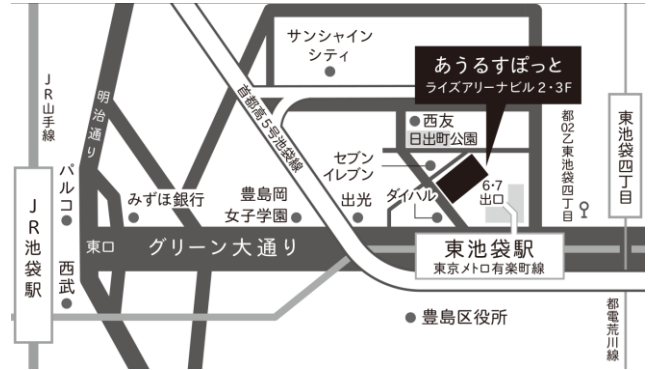 サンシャイン
シティ
あうるすぽっと
ライズアリーナビル2・3F
JR山手線
明治通り
首都高5号池袋線
西友
日出町公園
都02乙東池袋四丁目
東池袋四丁目
セブン
イレブン
パルコ
みずほ銀行
豊島岡
女子学園
出光
ダイハル
6・7
出口
JR池袋駅
東口
グリーン大通り
東池袋駅
東京メトロ有楽町線
西武
豊島区役所
都電荒川線